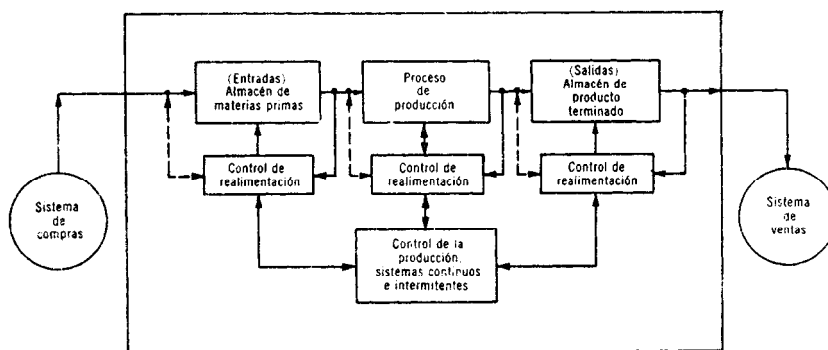 (Entradas)
Almacén de
materias primas
Proceso
de
producción
(Salidas)
Almacén de
producto
terminado
Control de
realimentación
Control de
realimentación
Control de
realimentación
Sistema
de
compras
Control de la
producción,
sistemas continuos
e intermitentes
Sistema
de
ventas